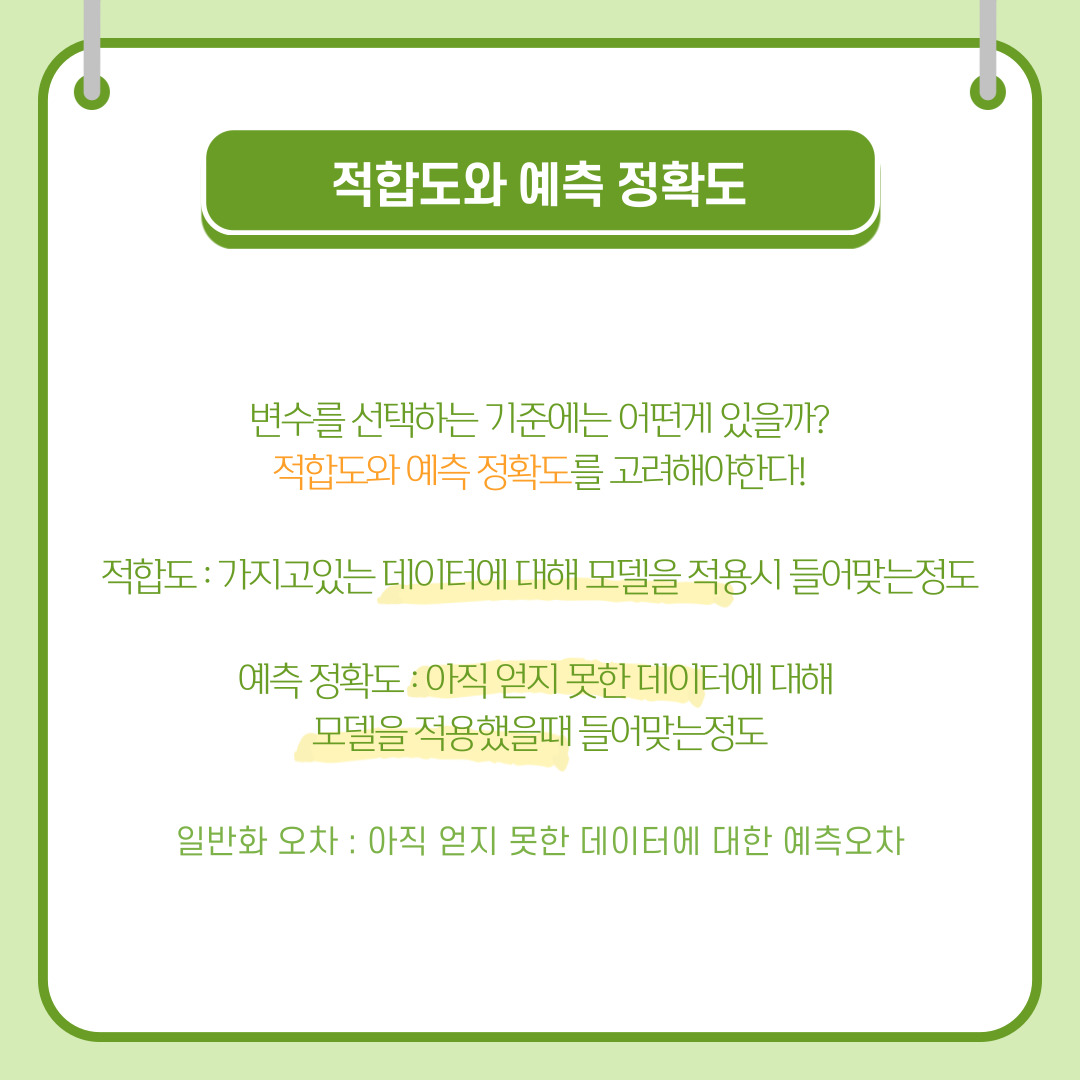 적합도와 예측 정확도
변수를 선택하는 기준에는 어떤게 있을까?
적합도와 예측 정확도를 고려해야한다!
적합도 : 가지고있는 데이터에 대해 모델을 적용시 들어맞는정도
예측 정확도 : 아직 얻지 못한 데이터에 대해
모델을 적용했을때 들어맞는정도
일반화 오차 : 아직 얻지 못한 데이터에 대한 예측오차